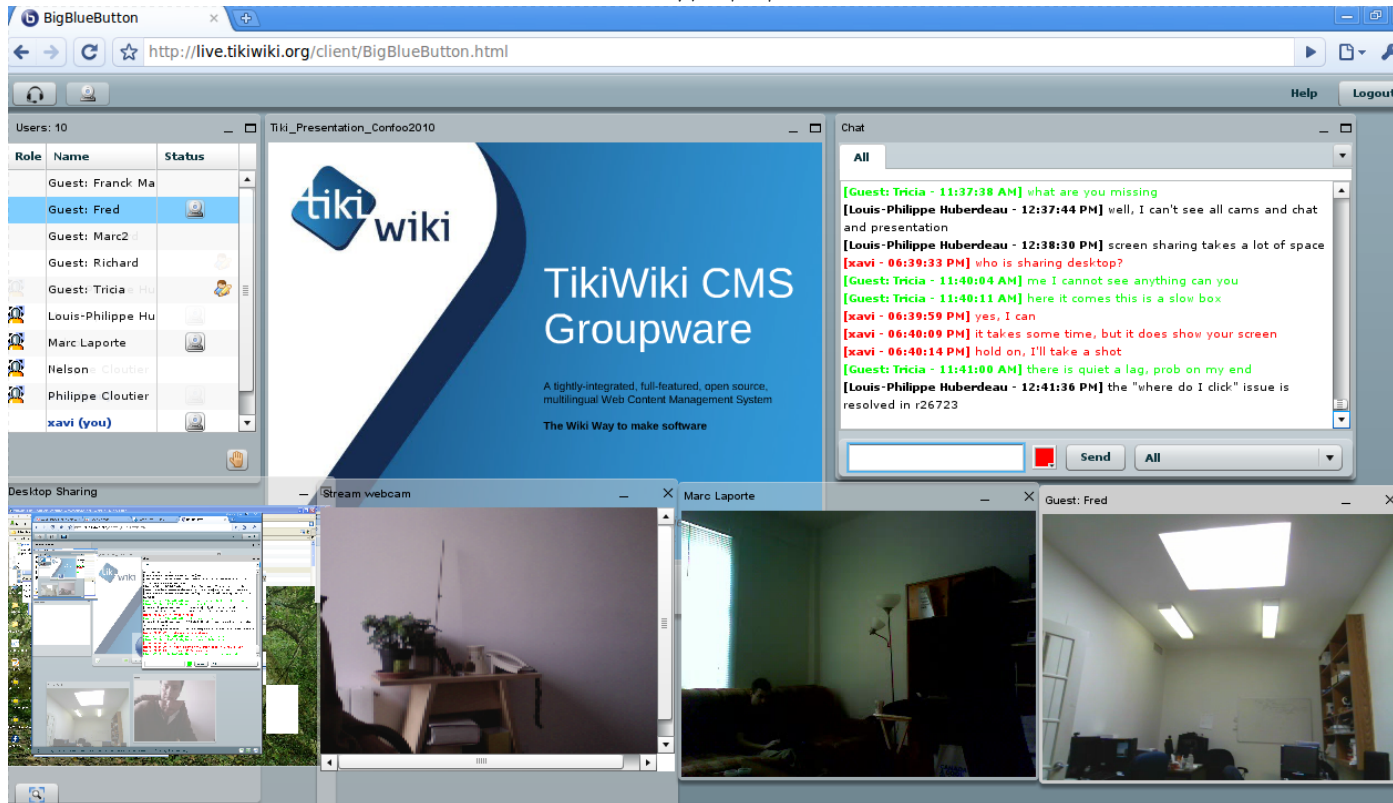 BigBlueButton
http://live.tikiwiki.org/client/BigBlueButton.html
Help
Logout
Users: 10
Role Name Status
Guest: Franck Ma
Guest: Fred
Guest: Marc2
Guest: Richard
Guest: Tricia
Louis-Philippe Hu
Marc Laporte
Nelson
Philippe Cloutier
xavi (you)
Tiki_Presentation_Confoo2010
tiki
wiki
TikiWiki CMS
Groupware
A tightly-integrated, full-featured, open source,
multilingual Web Content Management System
The Wiki Way to make software
Chat
All
[Guest: Tricia - 11:37:38 AM] what are you missing
[Louis-Philippe Huberdeau - 12:37:44 PM] well, I can't see all cams and chat
and presentation
[Louis-Philippe Huberdeau - 12:38:30 PM] screen sharing takes a lot of space
[xavi - 06:39:33 PM] who is sharing desktop?
[Guest: Tricia - 11:40:04 AM] me I cannot see anything can you
[Guest: Tricia - 11:40:11 AM] here it comes this is a slow box
[xavi - 06:39:59 PM] yes, I can
[xavi - 06:40:09 PM] it takes some time, but it does show your screen
[xavi - 06:40:14 PM] hold on, I'll take a shot
[Guest: Tricia - 11:41:00 AM] there is quiet a lag, prob on my end
[Louis-Philippe Huberdeau - 12:41:36 PM] the "where do I click" issue is
resolved in r26723
Send
All
Desktop Sharing
Stream webcam
Marc Laporte
Guest: Fred